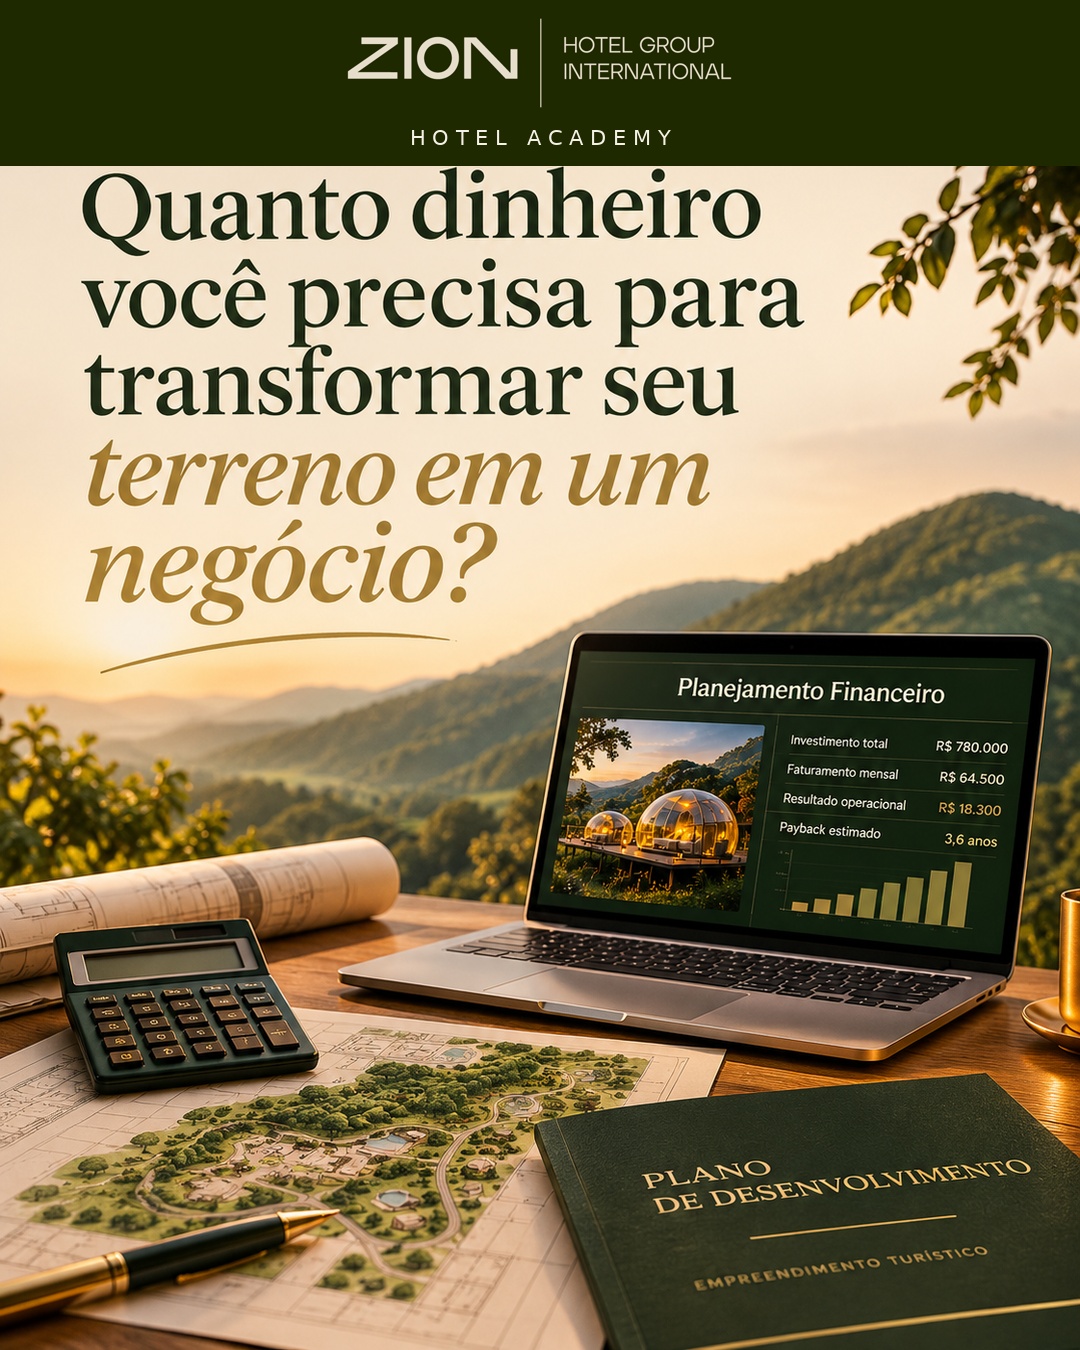 ZION
HOTEL GROUP
INTERNATIONAL
HOTEL ACADEMY
Quanto dinheiro
você precisa para
transformar seu
terreno em um
negócio?
Planejamento Financeiro
Investimento total R$ 780.000
Faturamento mensal R$ 64.500
Resultado operacional R$ 18.300
Payback estimado 3,6 anos
PLANO
DE DESENVOLVIMENTO
EMPREENDIMENTO TURÍSTICO